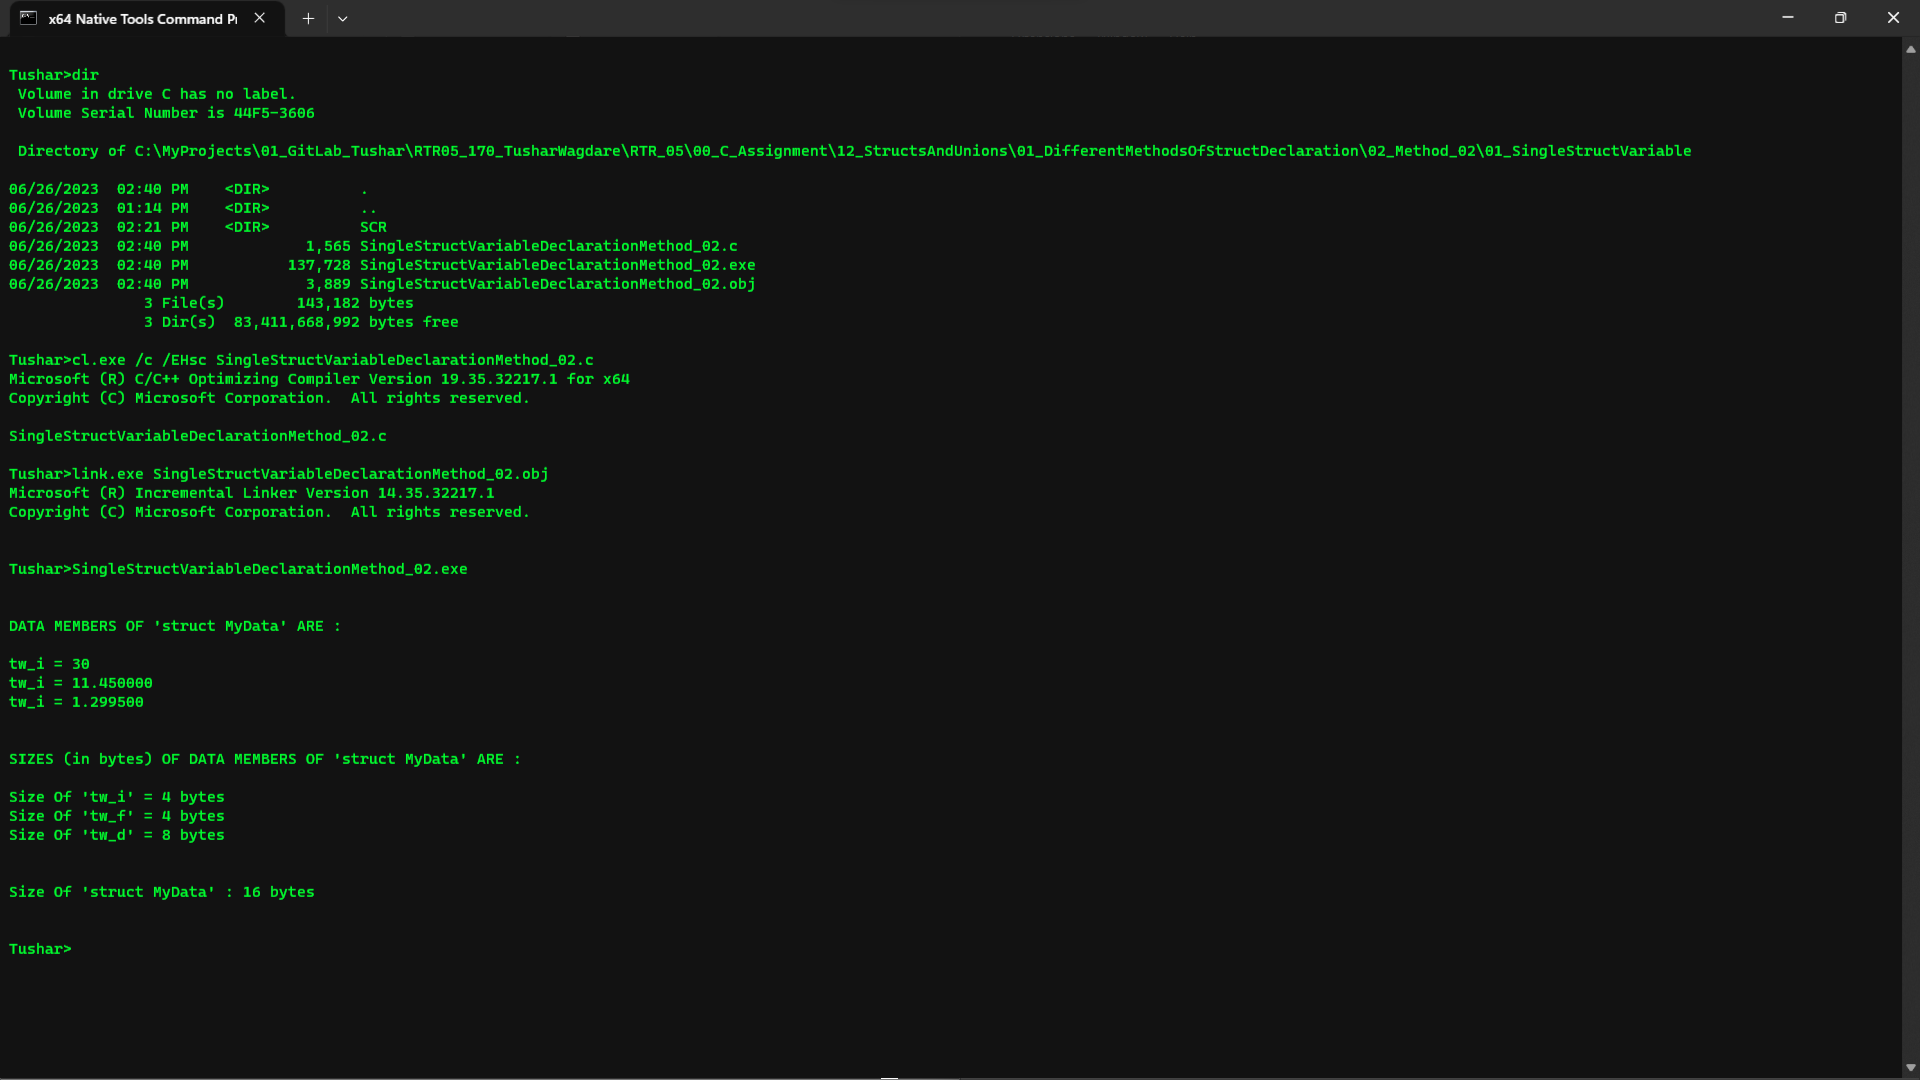 x64 Native Tools Command Pr
Tushar>dir
 Volume in drive C has no label.
 Volume Serial Number is 44F5-3606
 Directory of C:\MyProjects\01_GitLab_Tushar\RTR05_170_TusharWagdare\RTR_05\00_C_Assignment\12_StructsAndUnions\01_DifferentMethodsOfStructDeclaration\02_Method_02\01_SingleStructVariable
06/26/2023  02:40 PM    <DIR>          .
06/26/2023  01:14 PM    <DIR>          ..
06/26/2023  02:21 PM    <DIR>          SCR
06/26/2023  02:40 PM             1,565 SingleStructVariableDeclarationMethod_02.c
06/26/2023  02:40 PM           137,728 SingleStructVariableDeclarationMethod_02.exe
06/26/2023  02:40 PM             3,889 SingleStructVariableDeclarationMethod_02.obj
               3 File(s)        143,182 bytes
               3 Dir(s)  83,411,668,992 bytes free
Tushar>cl.exe /c /EHsc SingleStructVariableDeclarationMethod_02.c
Microsoft (R) C/C++ Optimizing Compiler Version 19.35.32217.1 for x64
Copyright (C) Microsoft Corporation.  All rights reserved.
SingleStructVariableDeclarationMethod_02.c
Tushar>link.exe SingleStructVariableDeclarationMethod_02.obj
Microsoft (R) Incremental Linker Version 14.35.32217.1
Copyright (C) Microsoft Corporation.  All rights reserved.
Tushar>SingleStructVariableDeclarationMethod_02.exe
DATA MEMBERS OF 'struct MyData' ARE :
tw_i = 30
tw_i = 11.450000
tw_i = 1.299500
SIZES (in bytes) OF DATA MEMBERS OF 'struct MyData' ARE :
Size Of 'tw_i' = 4 bytes
Size Of 'tw_f' = 4 bytes
Size Of 'tw_d' = 8 bytes
Size Of 'struct MyData' : 16 bytes
Tushar>